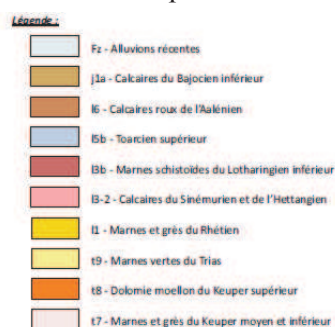 Légende :
Fz - Alluvions récentes
j1a - Calcaires du Bajocien inférieur
l6 - Calcaires roux de l'Aalénien
l5b - Toarcien supérieur
l3b - Marnes schistoïdes du Lotharingien inférieur
l3-2 - Calcaires du Sinémurien et de l'Hettangien
l1 - Marnes et grès du Rhétien
t9 - Marnes vertes du Trias
t8 - Dolomie moellon du Keuper supérieur
t7 - Marnes et grès du Keuper moyen et inférieur